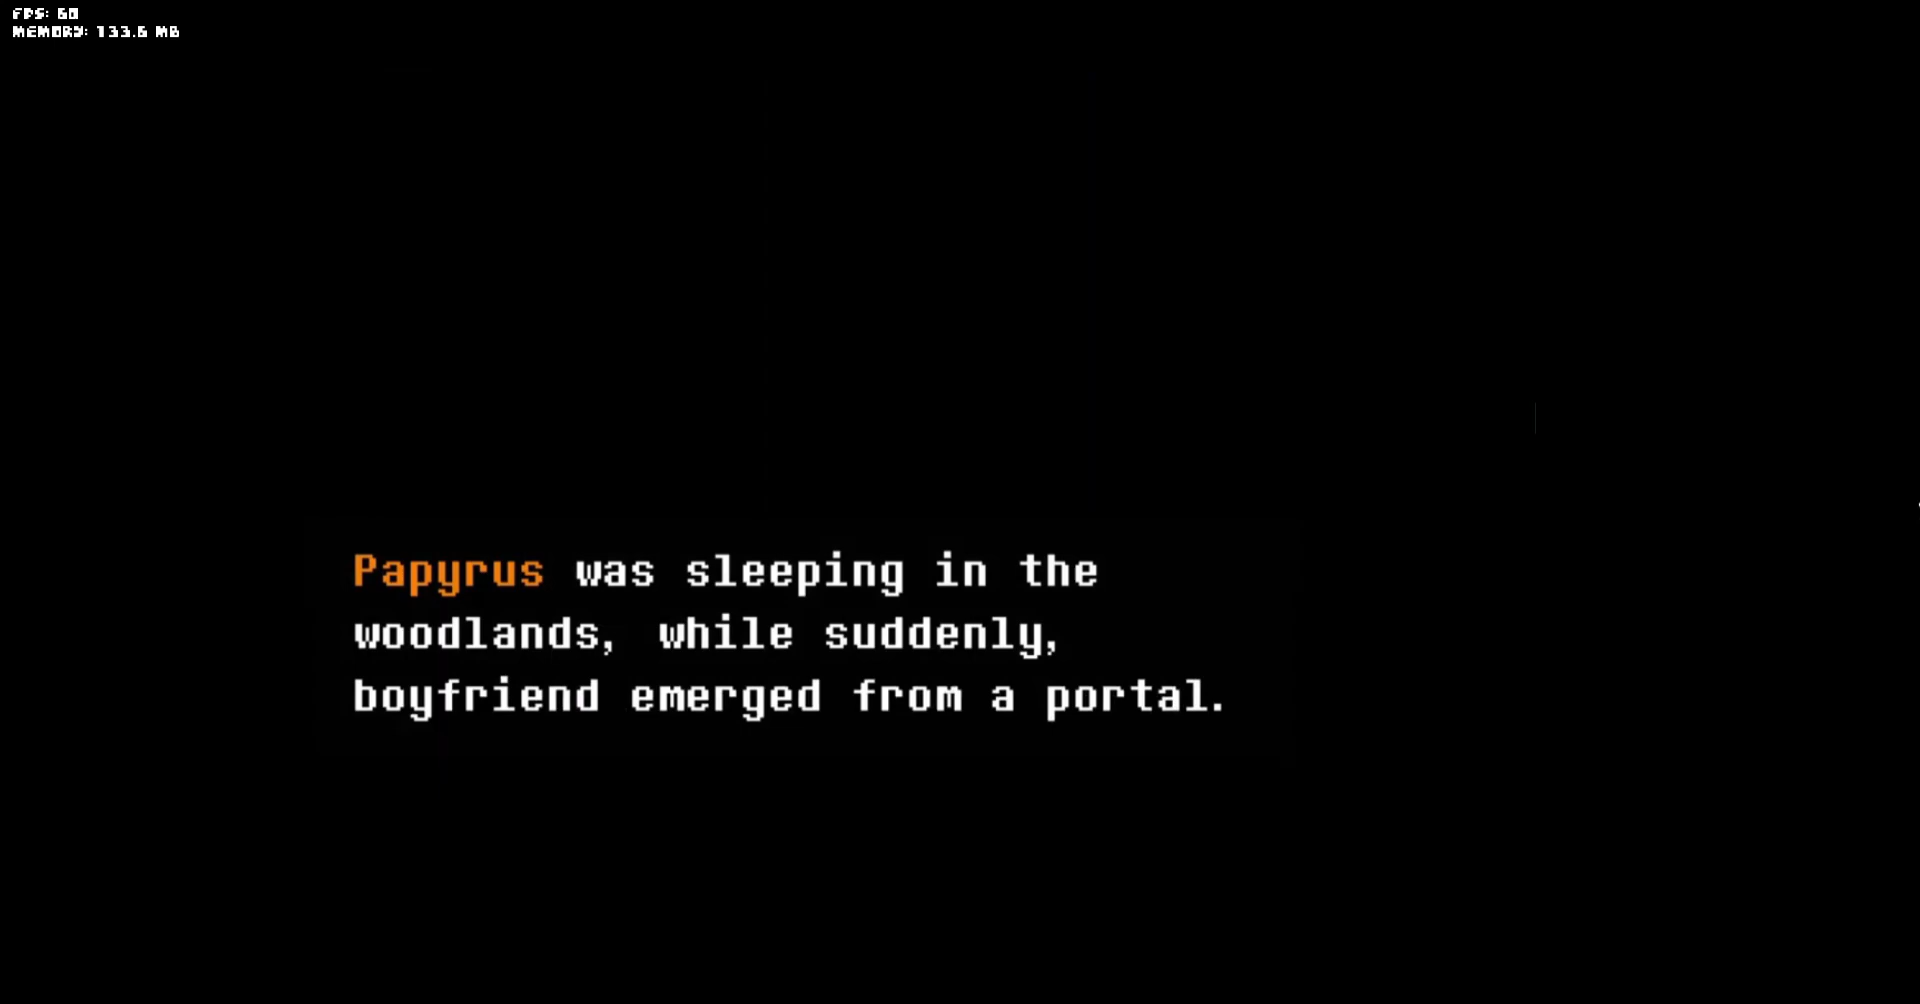 FPS: 60
MEMORY: 133.6 MB
Papyrus was sleeping in the
woodlands, while suddenly,
boyfriend emerged from a portal.